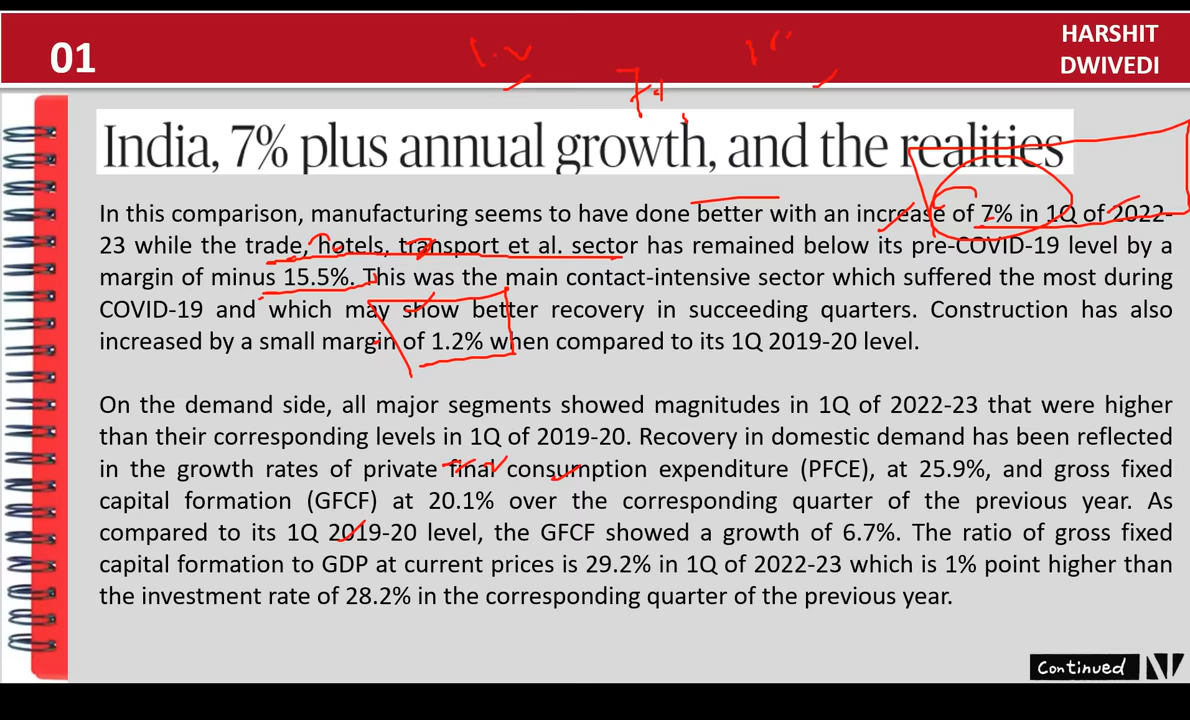 01
HARSHIT
DWIVEDI
India, 7% plus annual growth, and the realities
In this comparison, manufacturing seems to have done better with an increase of 7% in 1Q of 2022-
23 while the trade, hotels, transport et al. sector has remained below its pre-COVID-19 level by a
margin of minus 15.5%. This was the main contact-intensive sector which suffered the most during
COVID-19 and which may show better recovery in succeeding quarters. Construction has also
increased by a small margin of 1.2% when compared to its 1Q 2019-20 level.
On the demand side, all major segments showed magnitudes in 1Q of 2022-23 that were higher
than their corresponding levels in 1Q of 2019-20. Recovery in domestic demand has been reflected
in the growth rates of private final consumption expenditure (PFCE), at 25.9%, and gross fixed
capital formation (GFCF) at 20.1% over the corresponding quarter of the previous year. As
compared to its 1Q 2019-20 level, the GFCF showed a growth of 6.7%. The ratio of gross fixed
capital formation to GDP at current prices is 29.2% in 1Q of 2022-23 which is 1% point higher than
the investment rate of 28.2% in the corresponding quarter of the previous year.
Continued